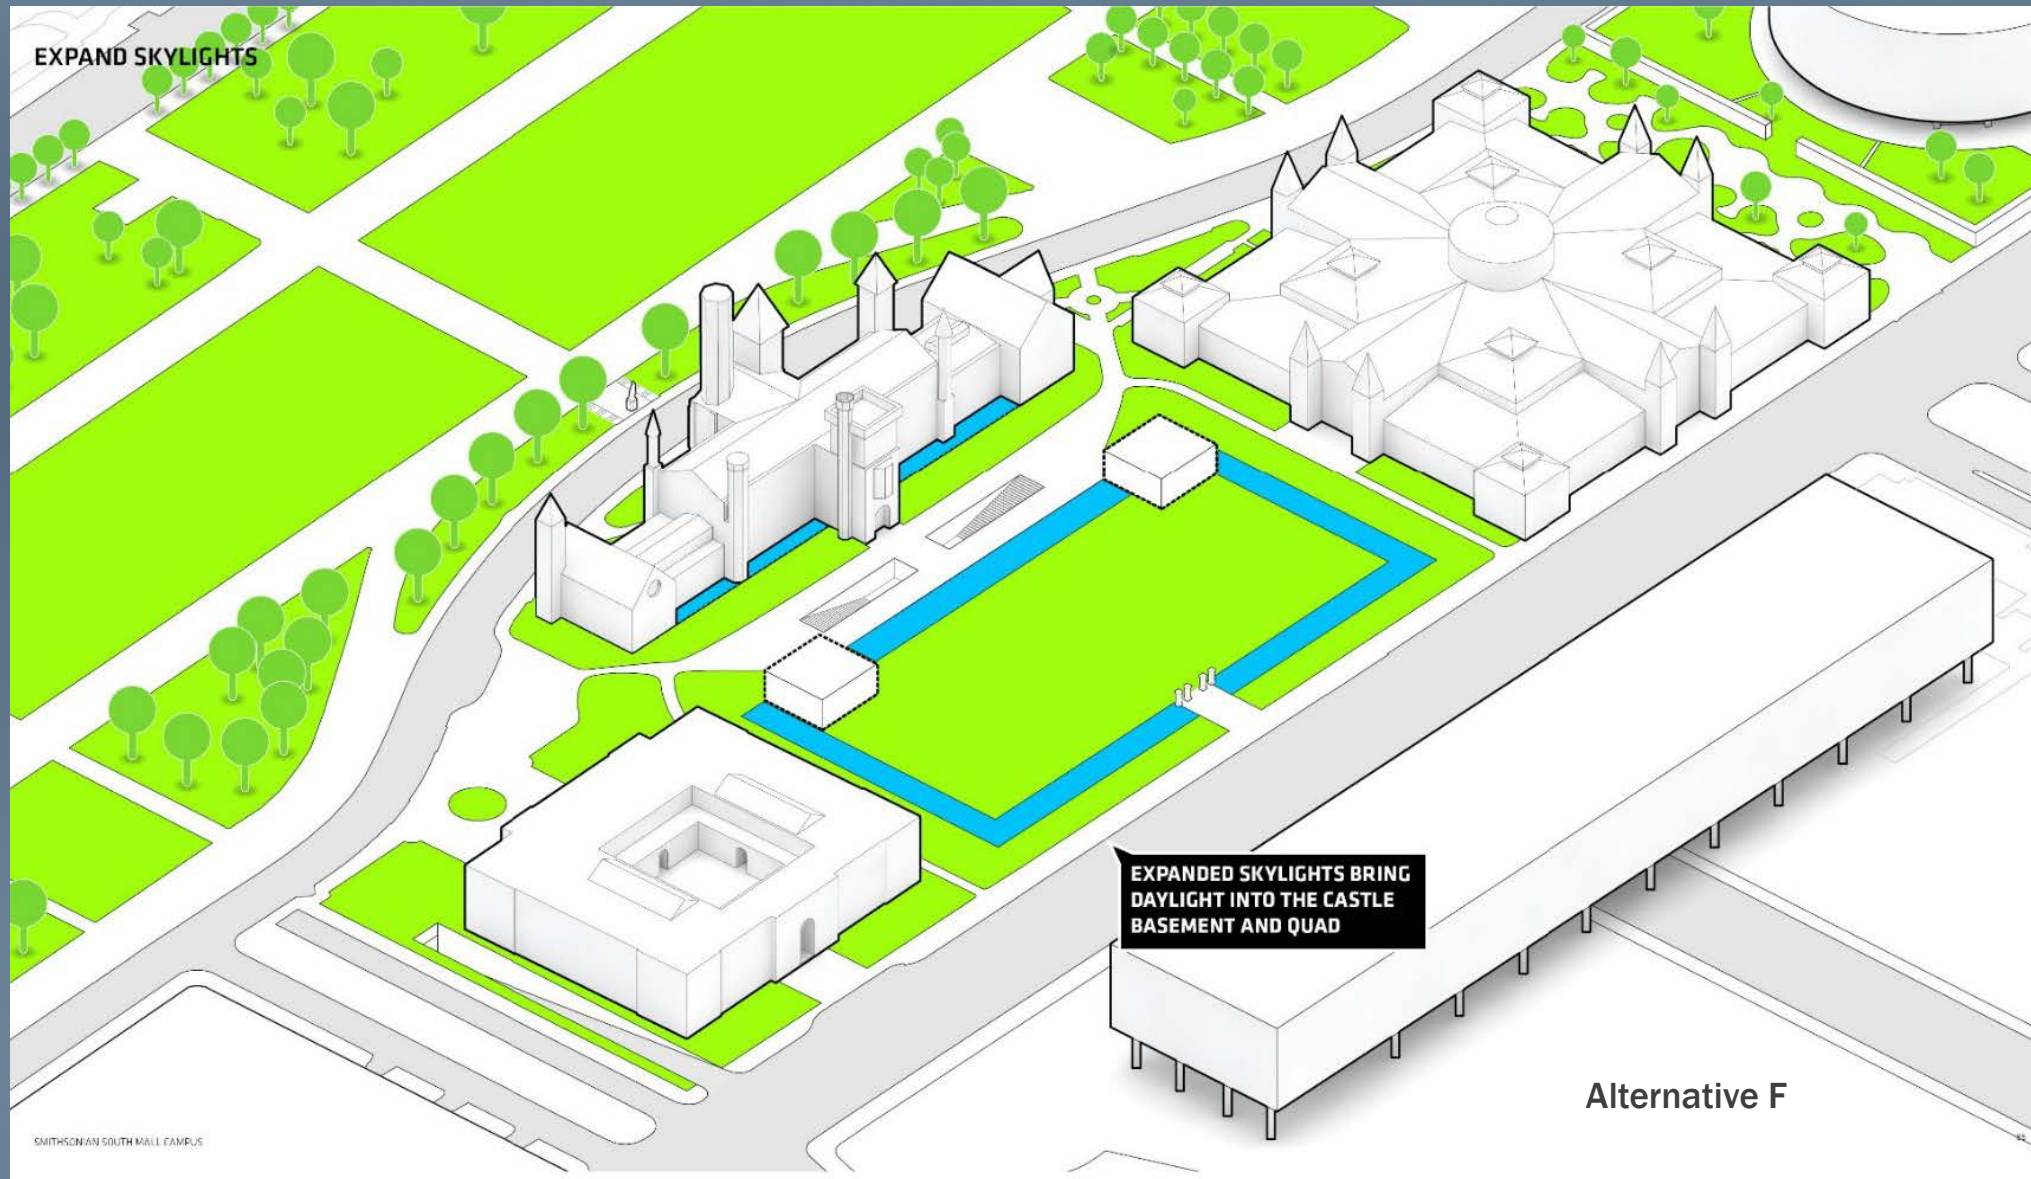 EXPAND SKYLIGHTS
EXPANDED SKYLIGHTS BRING
DAYLIGHT INTO THE CASTLE
BASEMENT AND QUAD
Alternative F
SMITHSONIAN SOUTH MALL CAMPUS